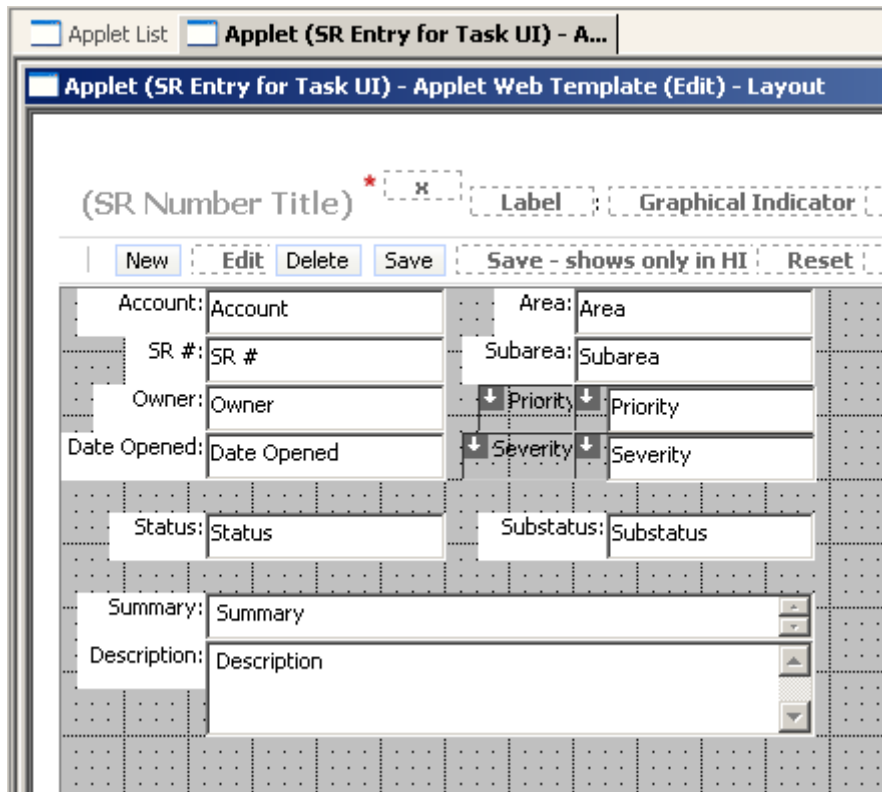 Applet List Applet (SR Entry for Task UI) - A...
Applet (SR Entry for Task UI) - Applet Web Template (Edit) - Layout
(SR Number Title) * x Label : Graphical Indicator
New Edit Delete Save Save - shows only in HI Reset
Account: Account Area: Area
SR #: SR # Subarea: Subarea
Owner: Owner Priority Priority
Date Opened: Date Opened Severity Severity
Status: Status Substatus: Substatus
Summary: Summary
Description: Description